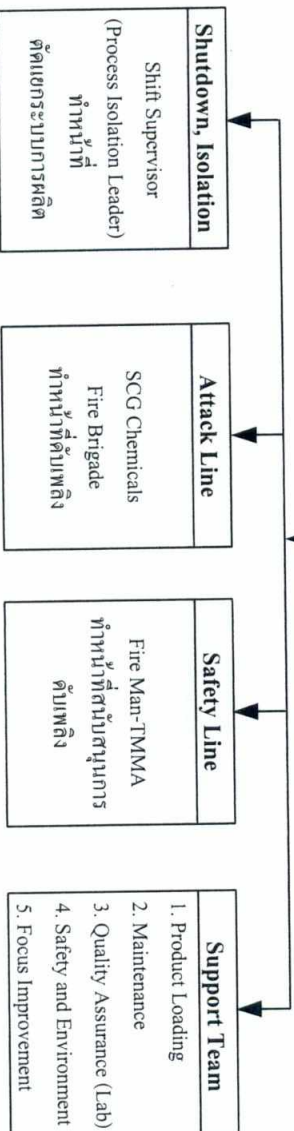 Shutdown, Isolation
Shift Supervisor
(Process Isolation Leader)
ทำหน้าที่
ตัดแยกระบบการผลิต
Attack Line
SCG Chemicals
Fire Brigade
ทำหน้าที่ดับเพลิง
Safety Line
Fire Man-TMMA
ทำหน้าที่สนับสนุนการ
ดับเพลิง
Support Team
1. Product Loading
2. Maintenance
3. Quality Assurance (Lab)
4. Safety and Environment
5. Focus Improvement